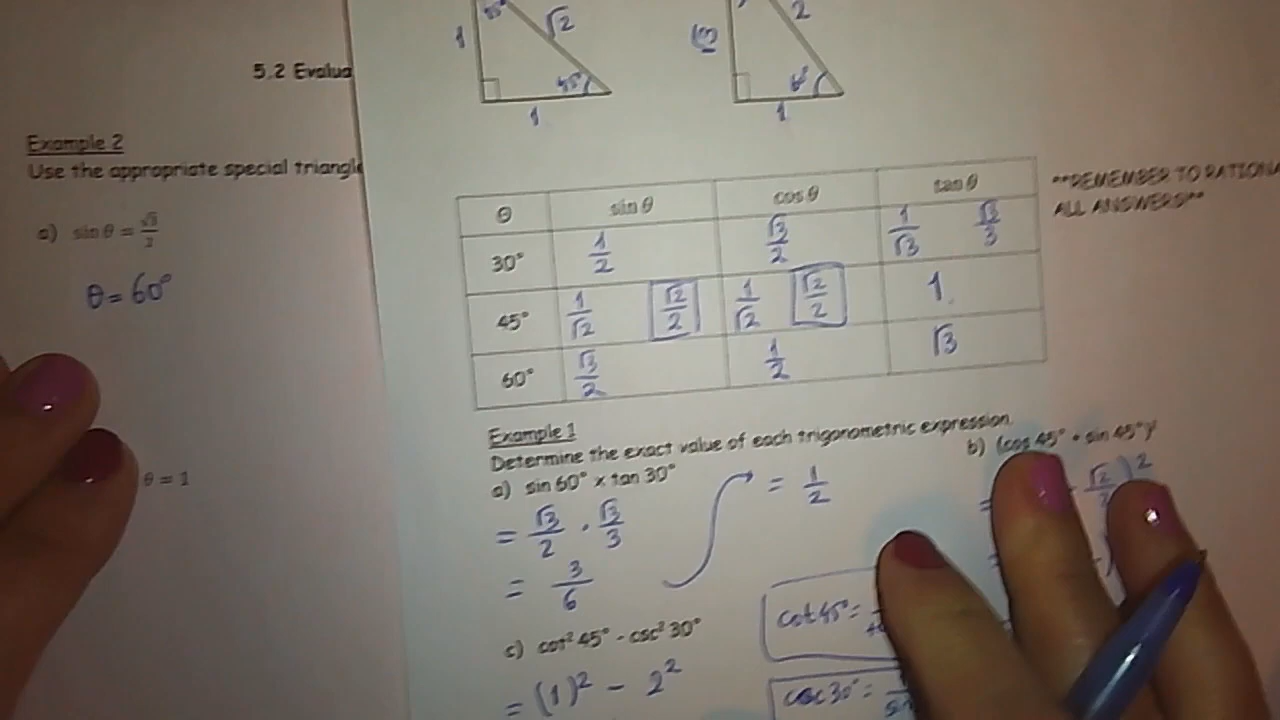 5.2 Evalua
Example 2
Use the appropriate special triangle
a) sin θ = √3/2
θ = 60°
θ = 1
1 45° √2
45°
1
√3 2
1
θ sin θ cos θ tan θ
30° 1/2 √3/2 1/√3 √3/3
45° 1/√2 √2/2 1/√2 √2/2 1
60° √3/2 1/2 √3
**REMEMBER TO RATIONA
ALL ANSWERS**
Example 1
Determine the exact value of each trigonometric expression.
a) sin 60° x tan 30°
= √3/2 · √3/3
= 3/6
= 1/2
b) (cos 45° + sin 45°)²
c) cot² 45° - csc² 30°
= (1)² - 2²
cot 45° =
csc 30° =